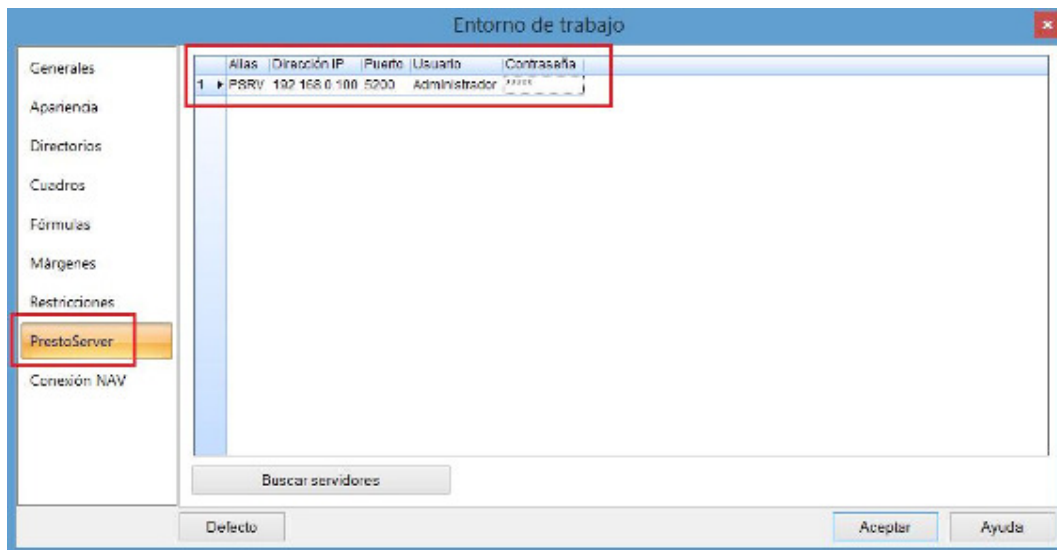 Entorno de trabajo
Generales
Apariencia
Directorios
Cuadros
Fórmulas
Márgenes
Restricciones
PrestoServer
Conexión NAV
Alias Dirección IP Puerto Usuario Contraseña
1 PSRV 192.168.0.100 5200 Administrador *****
Buscar servidores
Defecto
Aceptar
Ayuda